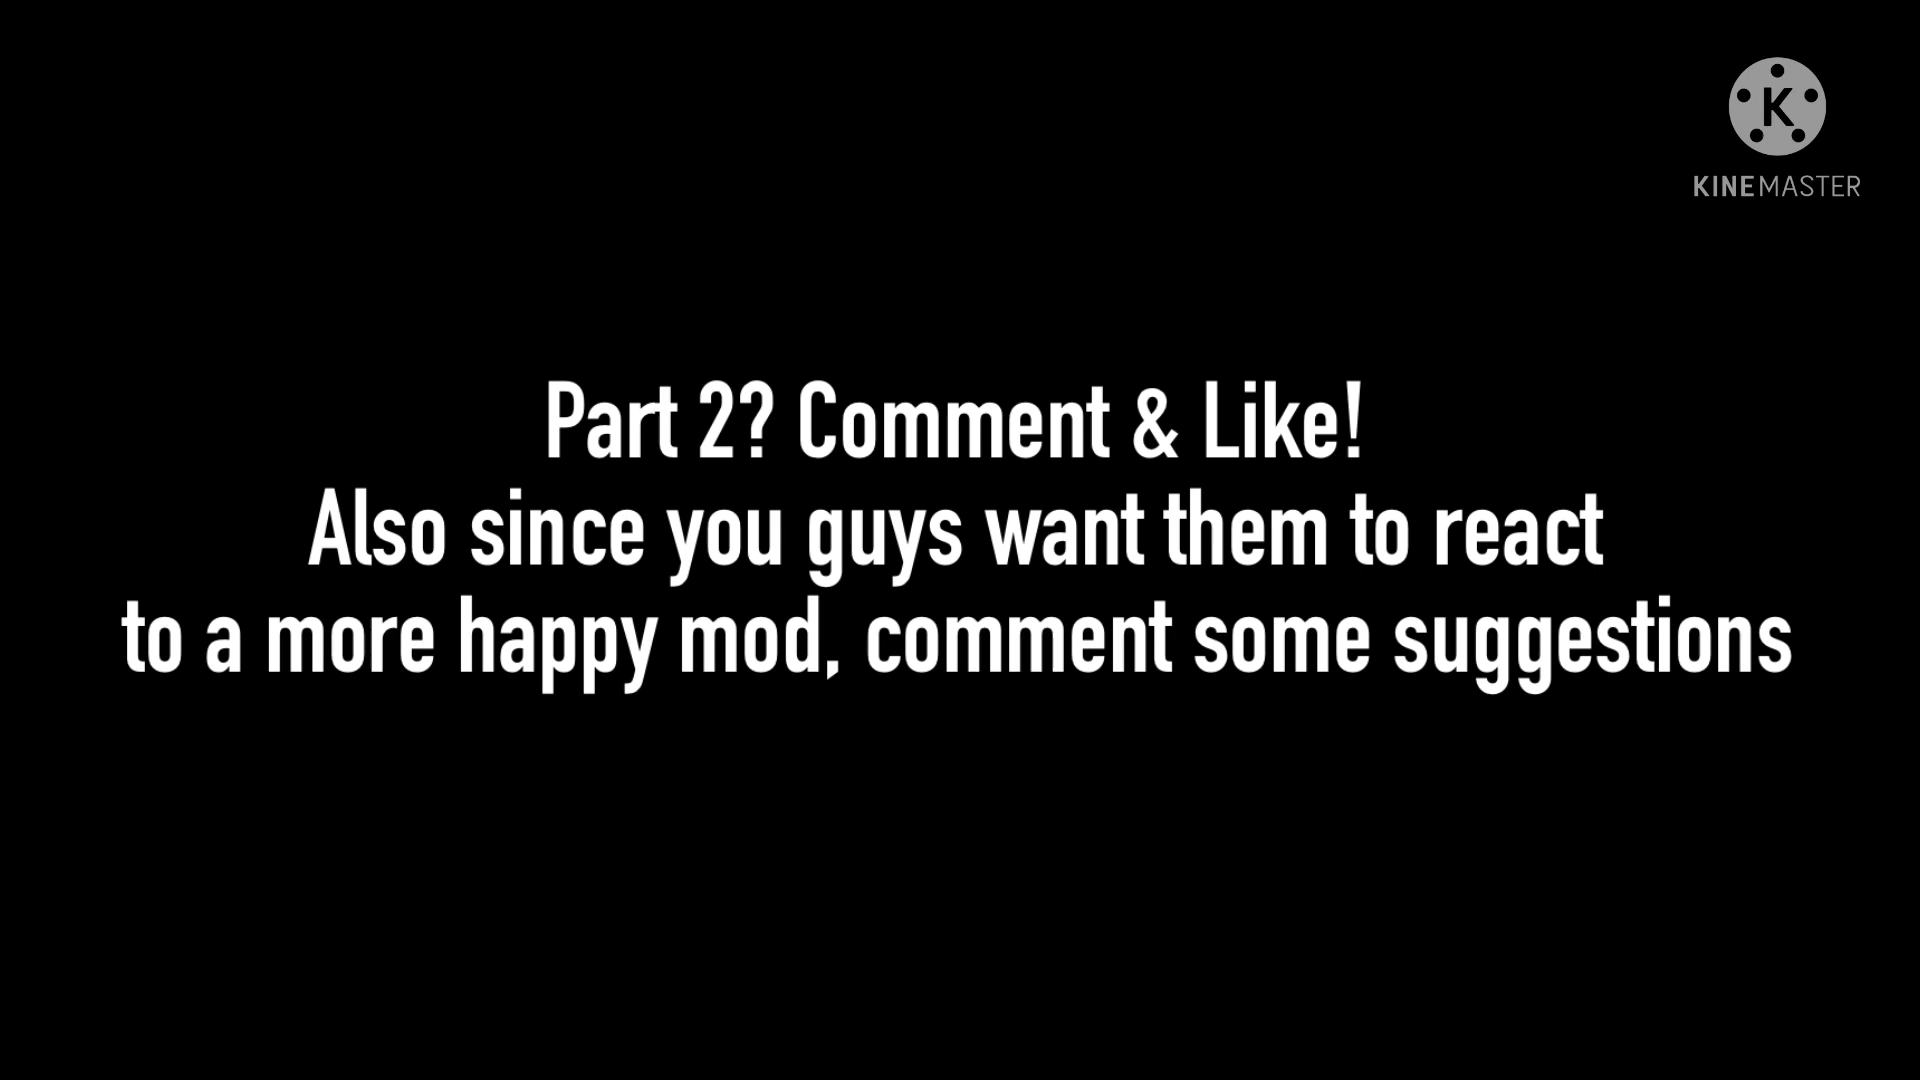 K
KINEMASTER
Part 2? Comment & Like!
Also since you guys want them to react
to a more happy mod, comment some suggestions